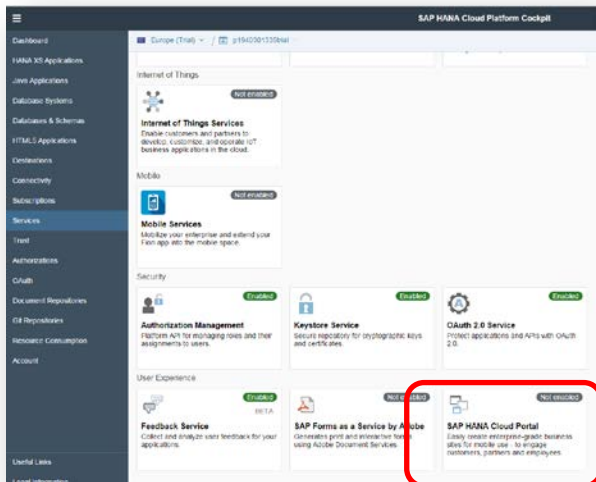 SAP HANA Cloud Platform Cockpit
Europe (Trial) / p1940901335trial
Dashboard
HANA XS Applications
Java Applications
Database Systems
Databases & Schemas
HTML5 Applications
Destinations
Connectivity
Subscriptions
Services
Trust
Authorizations
OAuth
Document Repositories
Git Repositories
Resource Consumption
Account
Useful Links
Legal Information
Internet of Things
Not enabled
Internet of Things Services
Enable customers and partners to
develop, customize, and operate IoT
business applications in the cloud.
Mobile
Not enabled
Mobile Services
Mobilize your enterprise and extend your
Fiori app into the mobile space.
Security
Enabled
Authorization Management
Platform API for managing roles and their
assignments to users.
Enabled
Keystore Service
Secure repository for cryptographic keys
and certificates.
Enabled
OAuth 2.0 Service
Protect applications and APIs with OAuth
2.0.
User Experience
Enabled
BETA
Feedback Service
Collect and analyze user feedback for your
applications.
Not enabled
SAP Forms as a Service by Adobe
Generates print and interactive forms
using Adobe Document Services.
Not enabled
SAP HANA Cloud Portal
Easily create enterprise-grade business
sites for mobile use - to engage
customers, partners and employees.